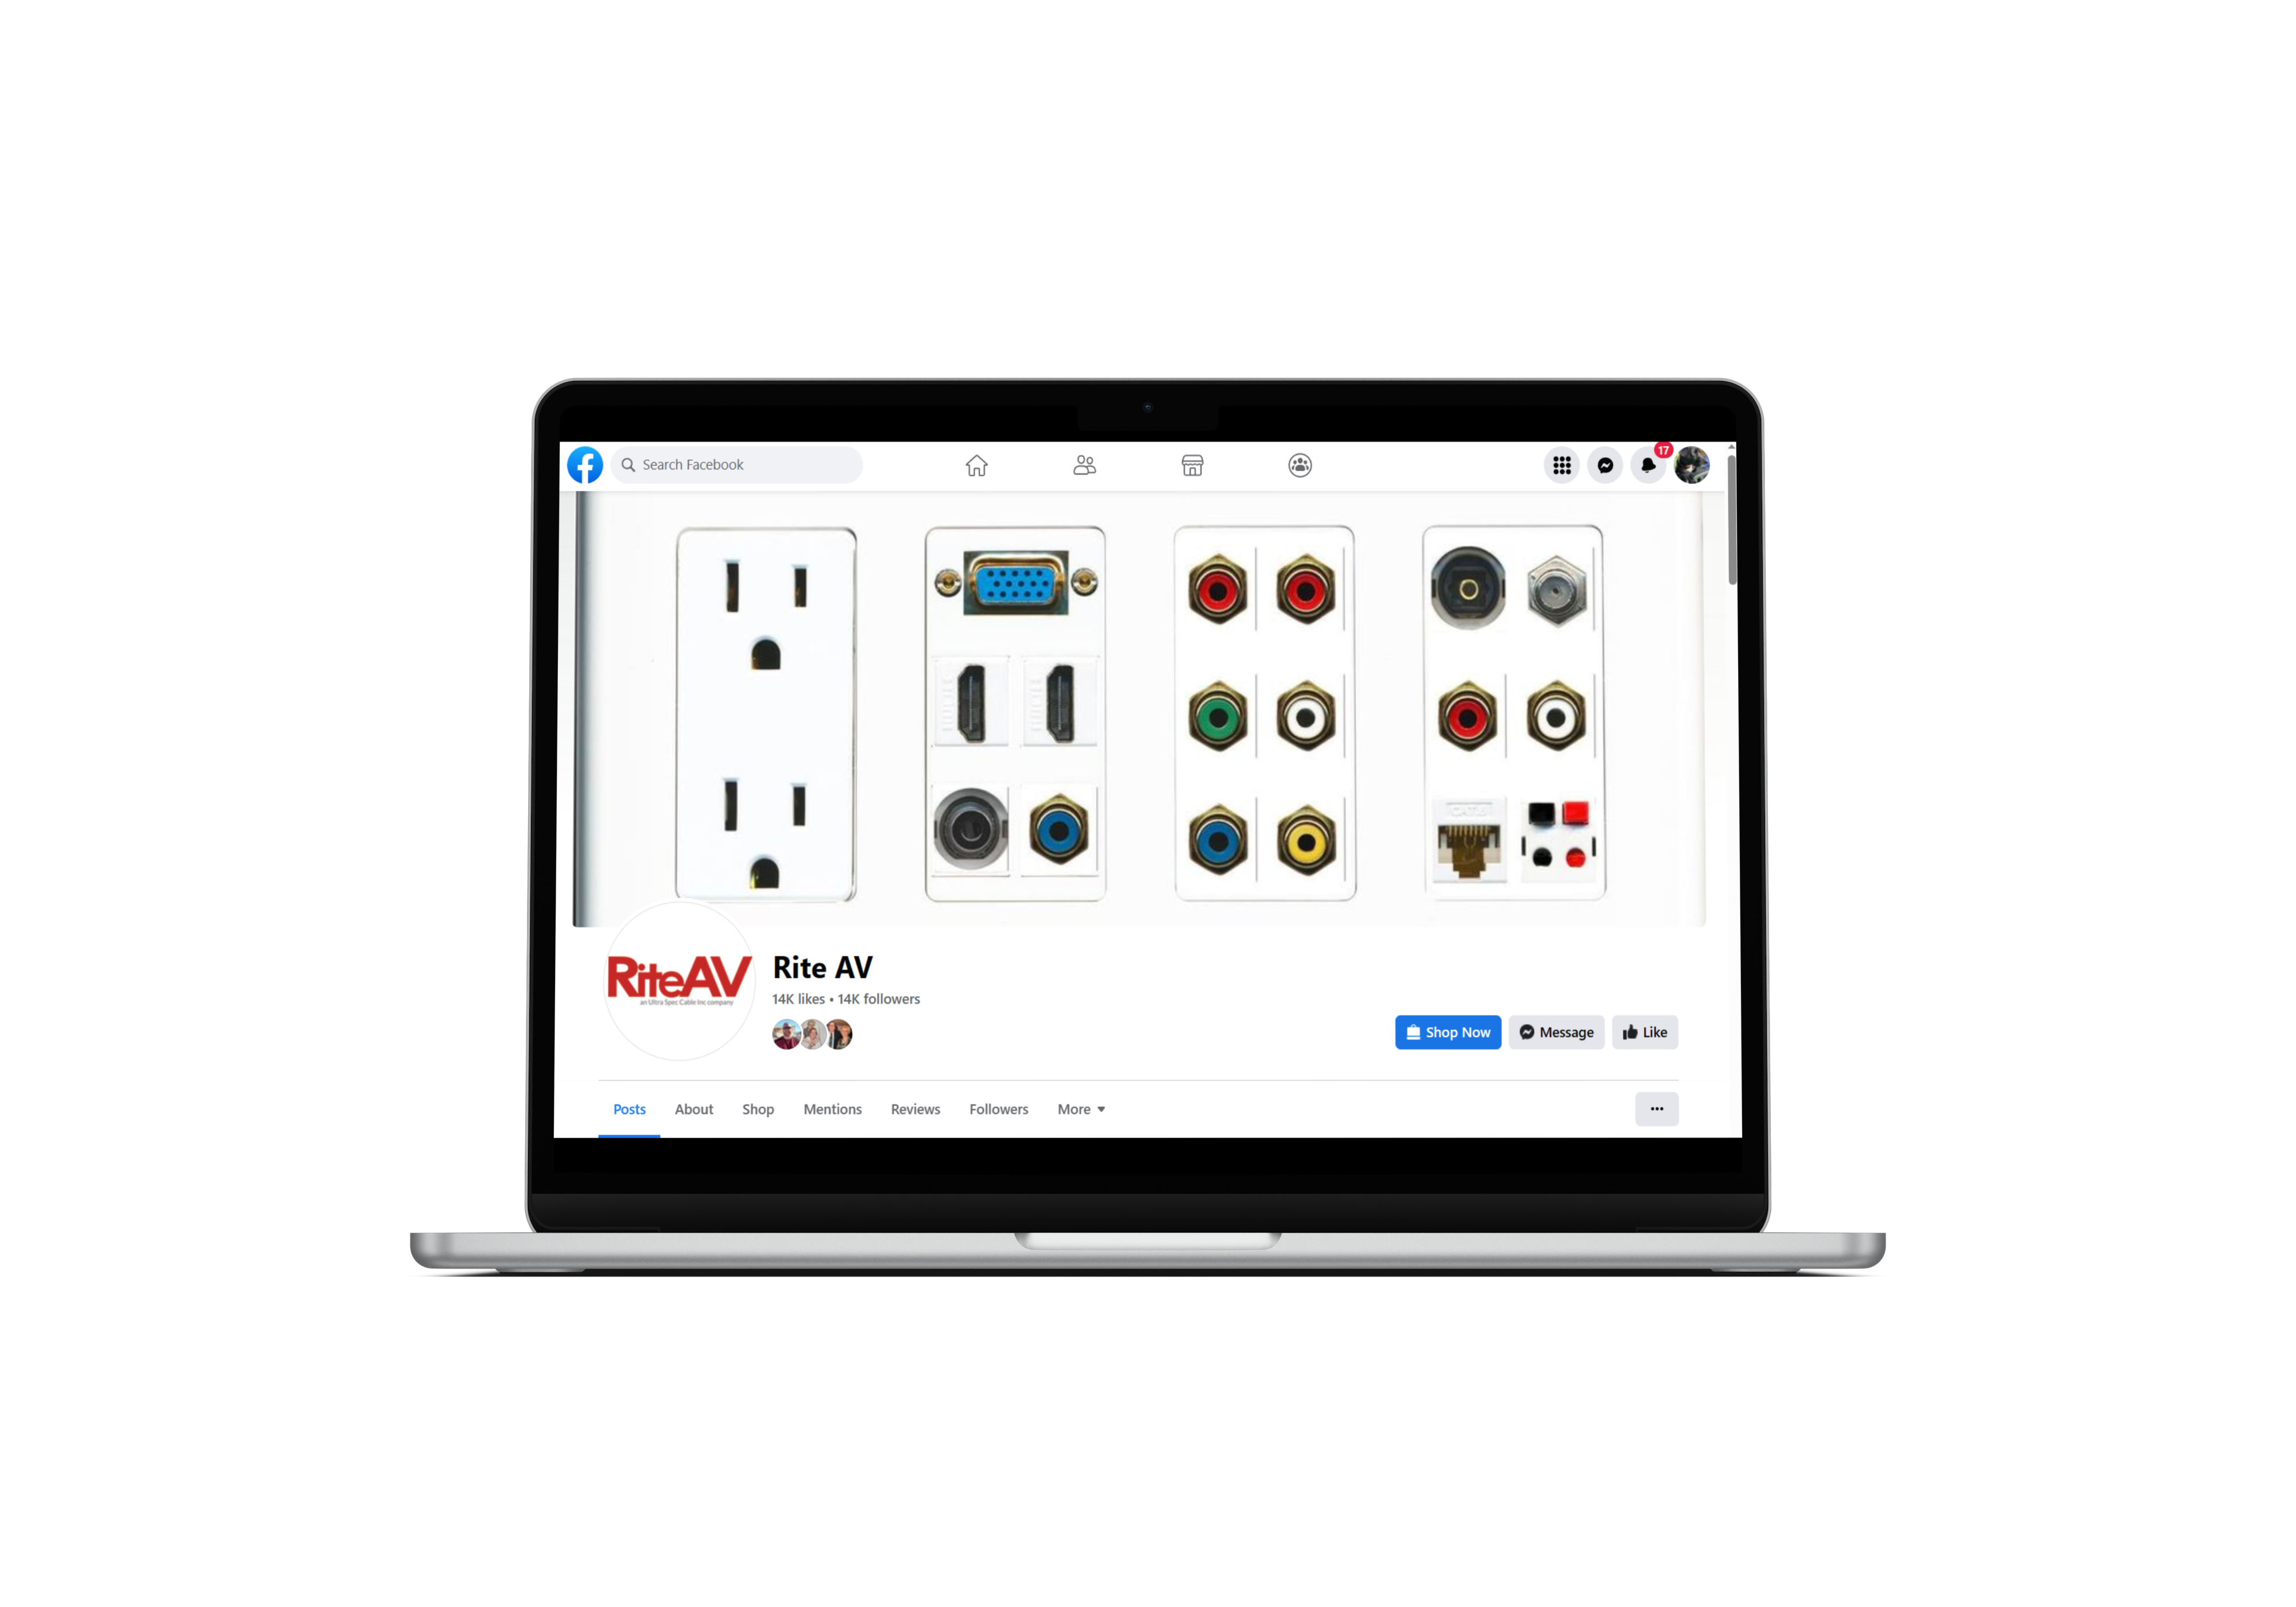 Search Facebook
17
CAT6
RiteAV
an Ultra Spec Cable Inc company
Rite AV
14K likes • 14K followers
Shop Now
Message
Like
Posts
About
Shop
Mentions
Reviews
Followers
More